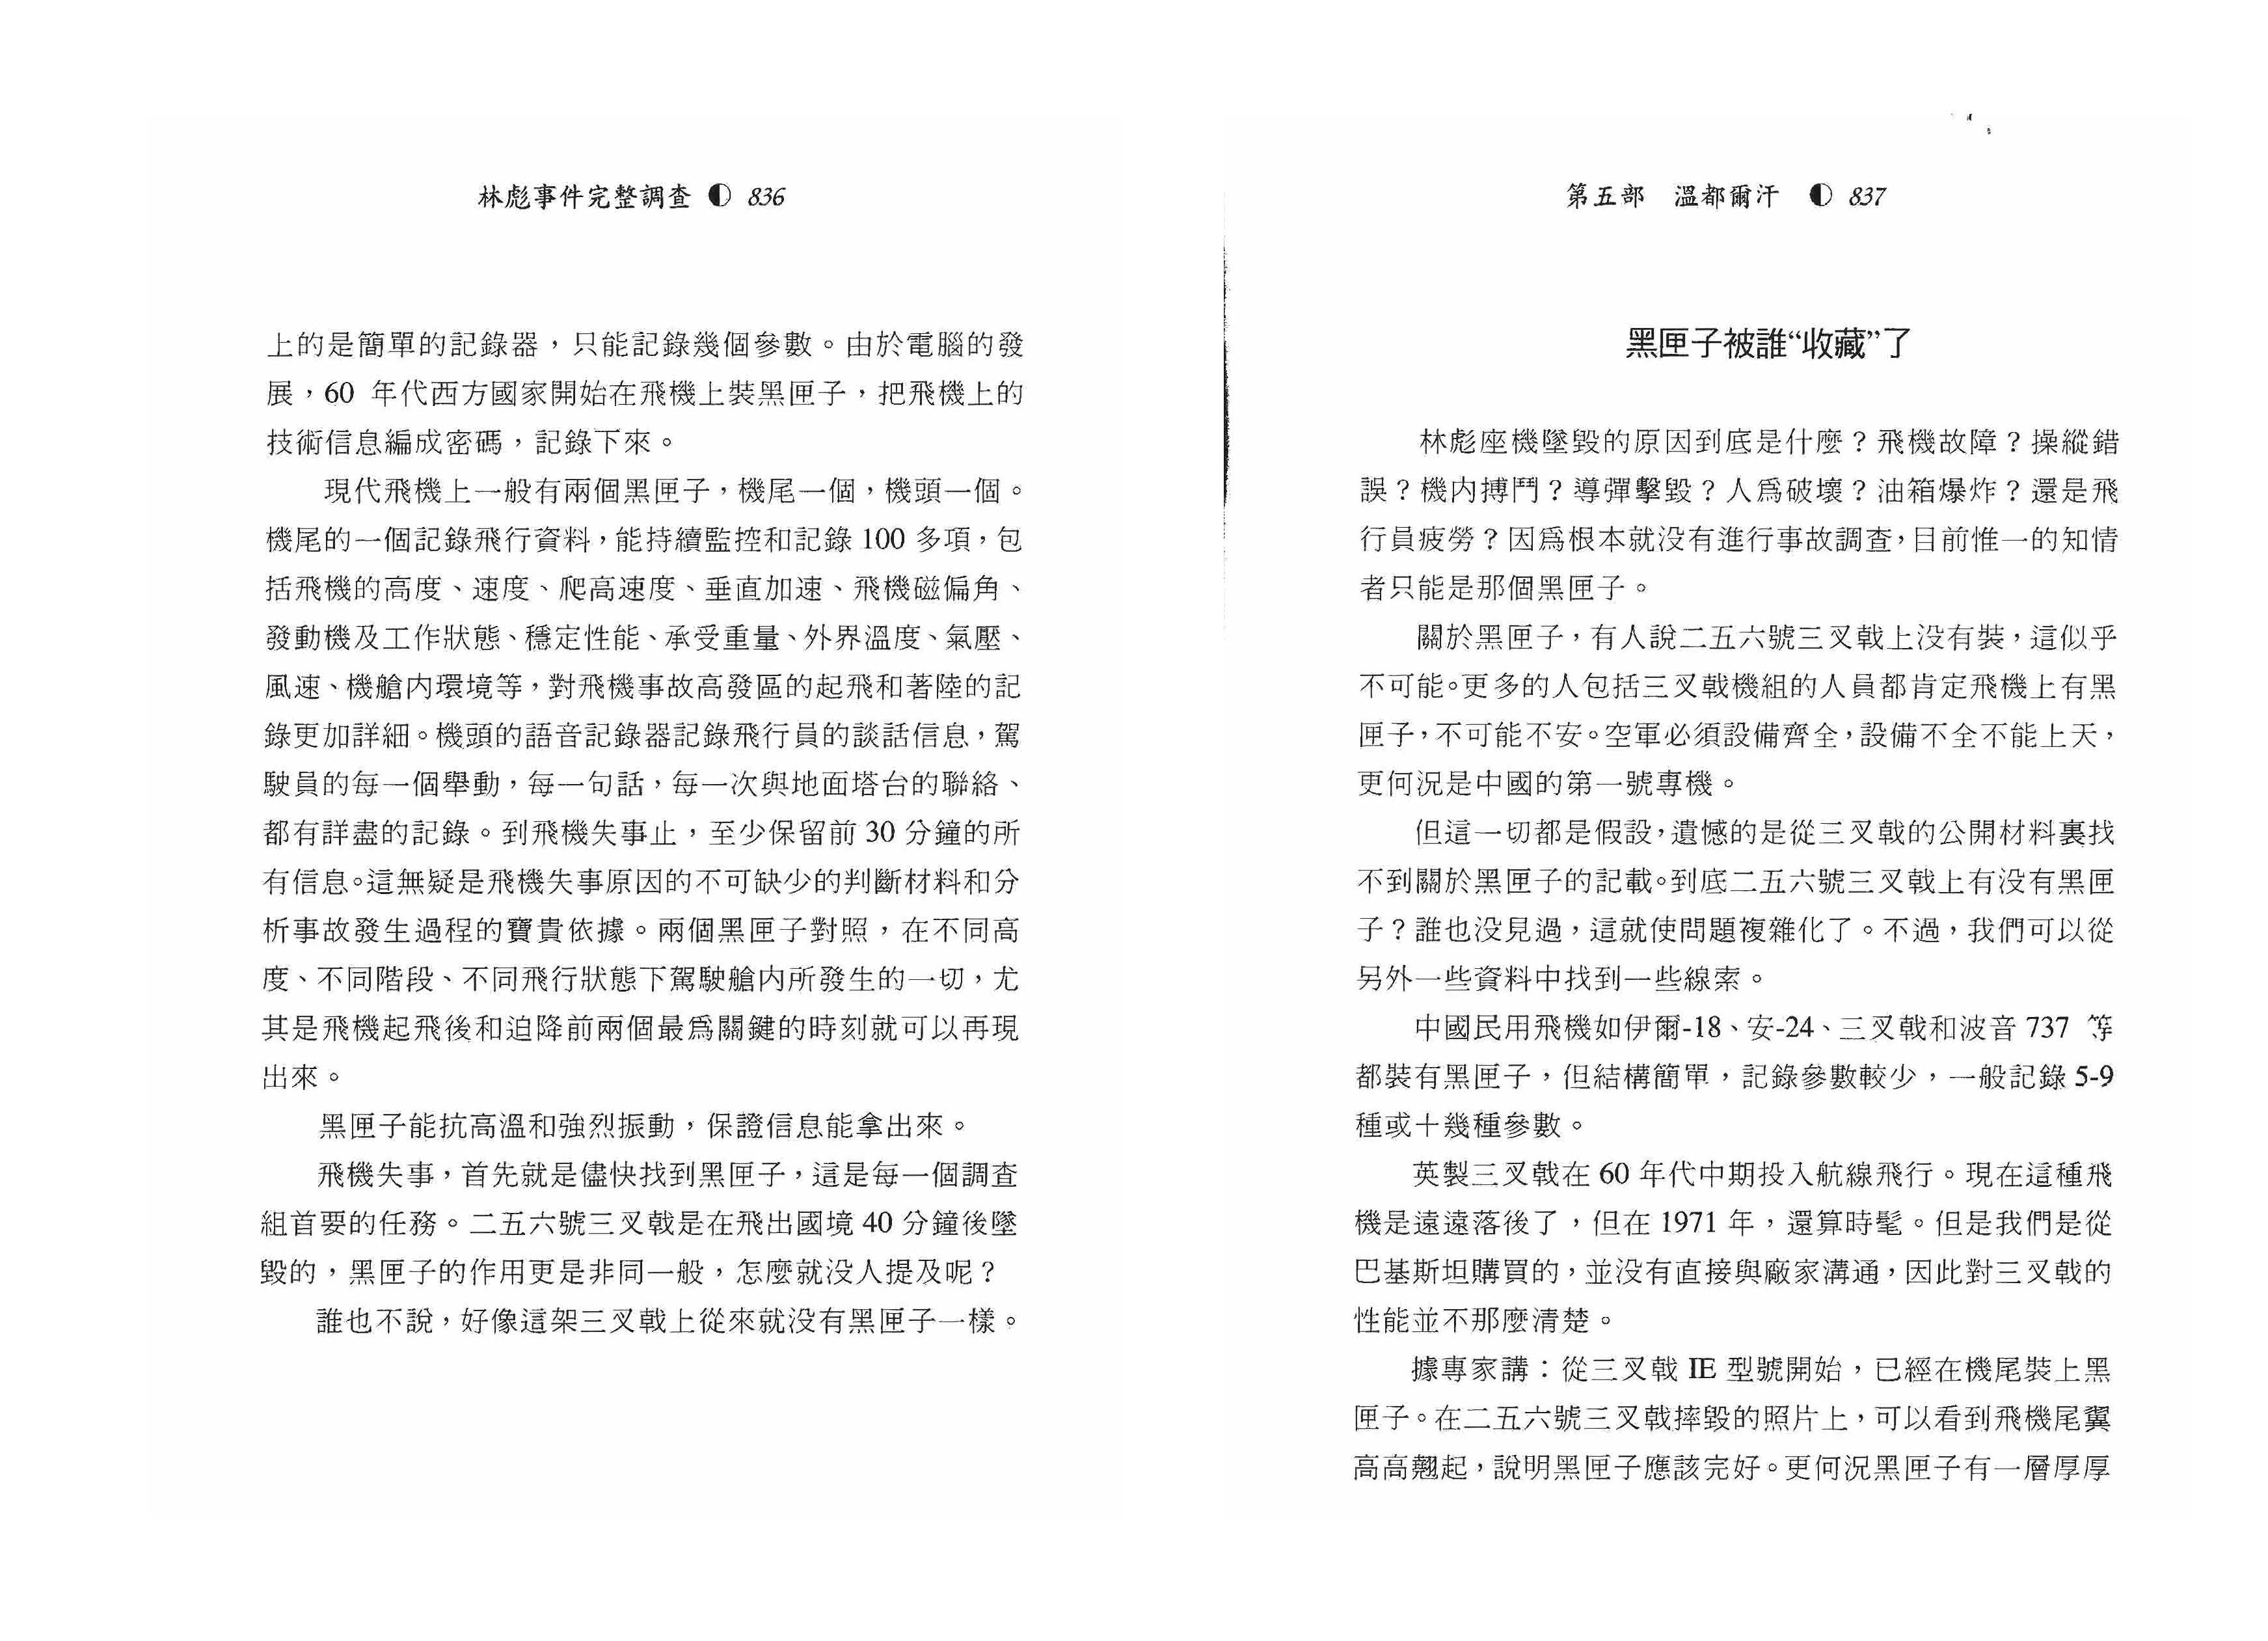 林彪事件完整調查 ◐ 836
上的是簡單的記錄器，只能記錄幾個參數。由於電腦的發
展，60 年代西方國家開始在飛機上裝黑匣子，把飛機上的
技術信息編成密碼，記錄下來。
現代飛機上一般有兩個黑匣子，機尾一個，機頭一個。
機尾的一個記錄飛行資料，能持續監控和記錄 100 多項，包
括飛機的高度、速度、爬高速度、垂直加速、飛機磁偏角、
發動機及工作狀態、穩定性能、承受重量、外界溫度、氣壓、
風速、機艙内環境等，對飛機事故高發區的起飛和著陸的記
錄更加詳細。機頭的語音記錄器記錄飛行員的談話信息，駕
駛員的每一個舉動，每一句話，每一次與地面塔台的聯絡、
都有詳盡的記錄。到飛機失事止，至少保留前 30 分鐘的所
有信息。這無疑是飛機失事原因的不可缺少的判斷材料和分
析事故發生過程的寶貴依據。兩個黑匣子對照，在不同高
度、不同階段、不同飛行狀態下駕駛艙内所發生的一切，尤
其是飛機起飛後和迫降前兩個最爲關鍵的時刻就可以再現
出來。
黑匣子能抗高溫和強烈振動，保證信息能拿出來。
飛機失事，首先就是儘快找到黑匣子，這是每一個調查
組首要的任務。二五六號三叉戟是在飛出國境 40 分鐘後墜
毀的，黑匣子的作用更是非同一般，怎麼就没人提及呢？
誰也不說，好像這架三叉戟上從來就没有黑匣子一樣。
第五部　溫都爾汗 ◐ 837
黑匣子被誰“收藏”了
林彪座機墜毀的原因到底是什麼？飛機故障？操縱錯
誤？機内搏鬥？導彈擊毀？人爲破壞？油箱爆炸？還是飛
行員疲勞？因爲根本就没有進行事故調查，目前惟一的知情
者只能是那個黑匣子。
關於黑匣子，有人說二五六號三叉戟上没有裝，這似乎
不可能。更多的人包括三叉戟機組的人員都肯定飛機上有黑
匣子，不可能不安。空軍必須設備齊全，設備不全不能上天，
更何況是中國的第一號專機。
但這一切都是假設，遺憾的是從三叉戟的公開材料裏找
不到關於黑匣子的記載。到底二五六號三叉戟上有没有黑匣
子？誰也没見過，這就使問題複雜化了。不過，我們可以從
另外一些資料中找到一些線索。
中國民用飛機如伊爾-18、安-24、三叉戟和波音 737 等
都裝有黑匣子，但結構簡單，記錄參數較少，一般記錄 5-9
種或十幾種參數。
英製三叉戟在 60 年代中期投入航線飛行。現在這種飛
機是遠遠落後了，但在 1971 年，還算時髦。但是我們是從
巴基斯坦購買的，並没有直接與廠家溝通，因此對三叉戟的
性能並不那麼清楚。
據專家講：從三叉戟 IE 型號開始，已經在機尾裝上黑
匣子。在二五六號三叉戟摔毀的照片上，可以看到飛機尾翼
高高翹起，說明黑匣子應該完好。更何況黑匣子有一層厚厚